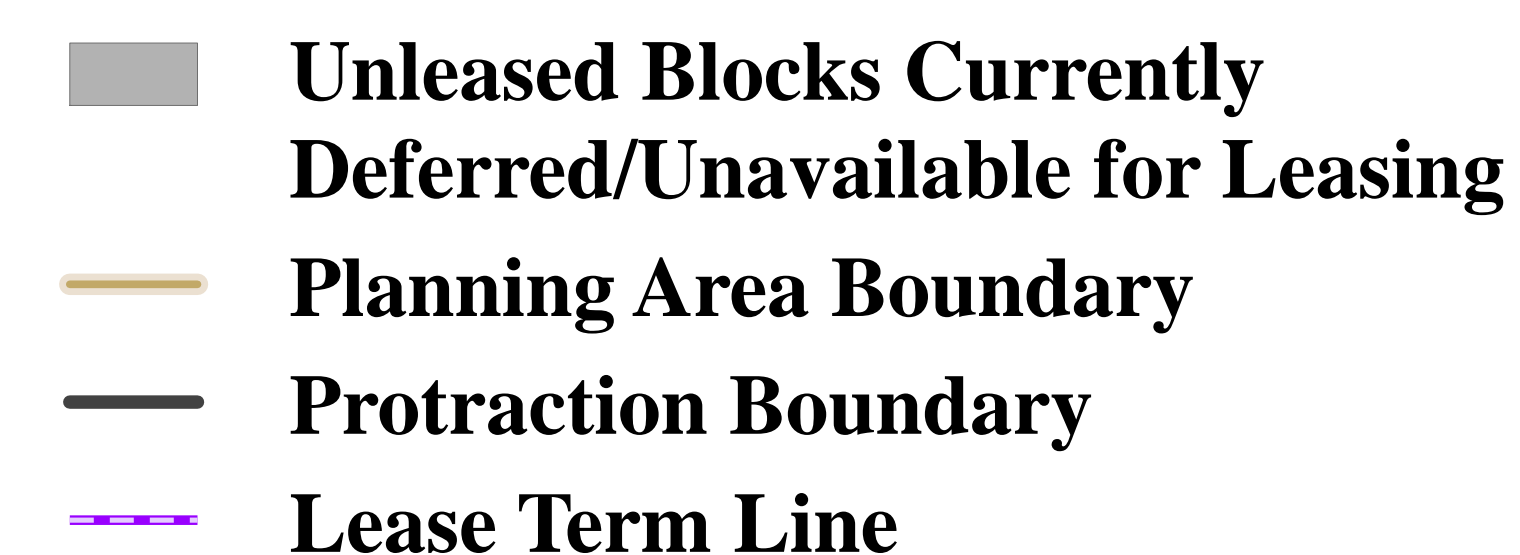 Unleased Blocks Currently
Deferred/Unavailable for Leasing
Planning Area Boundary
Protraction Boundary
Lease Term Line